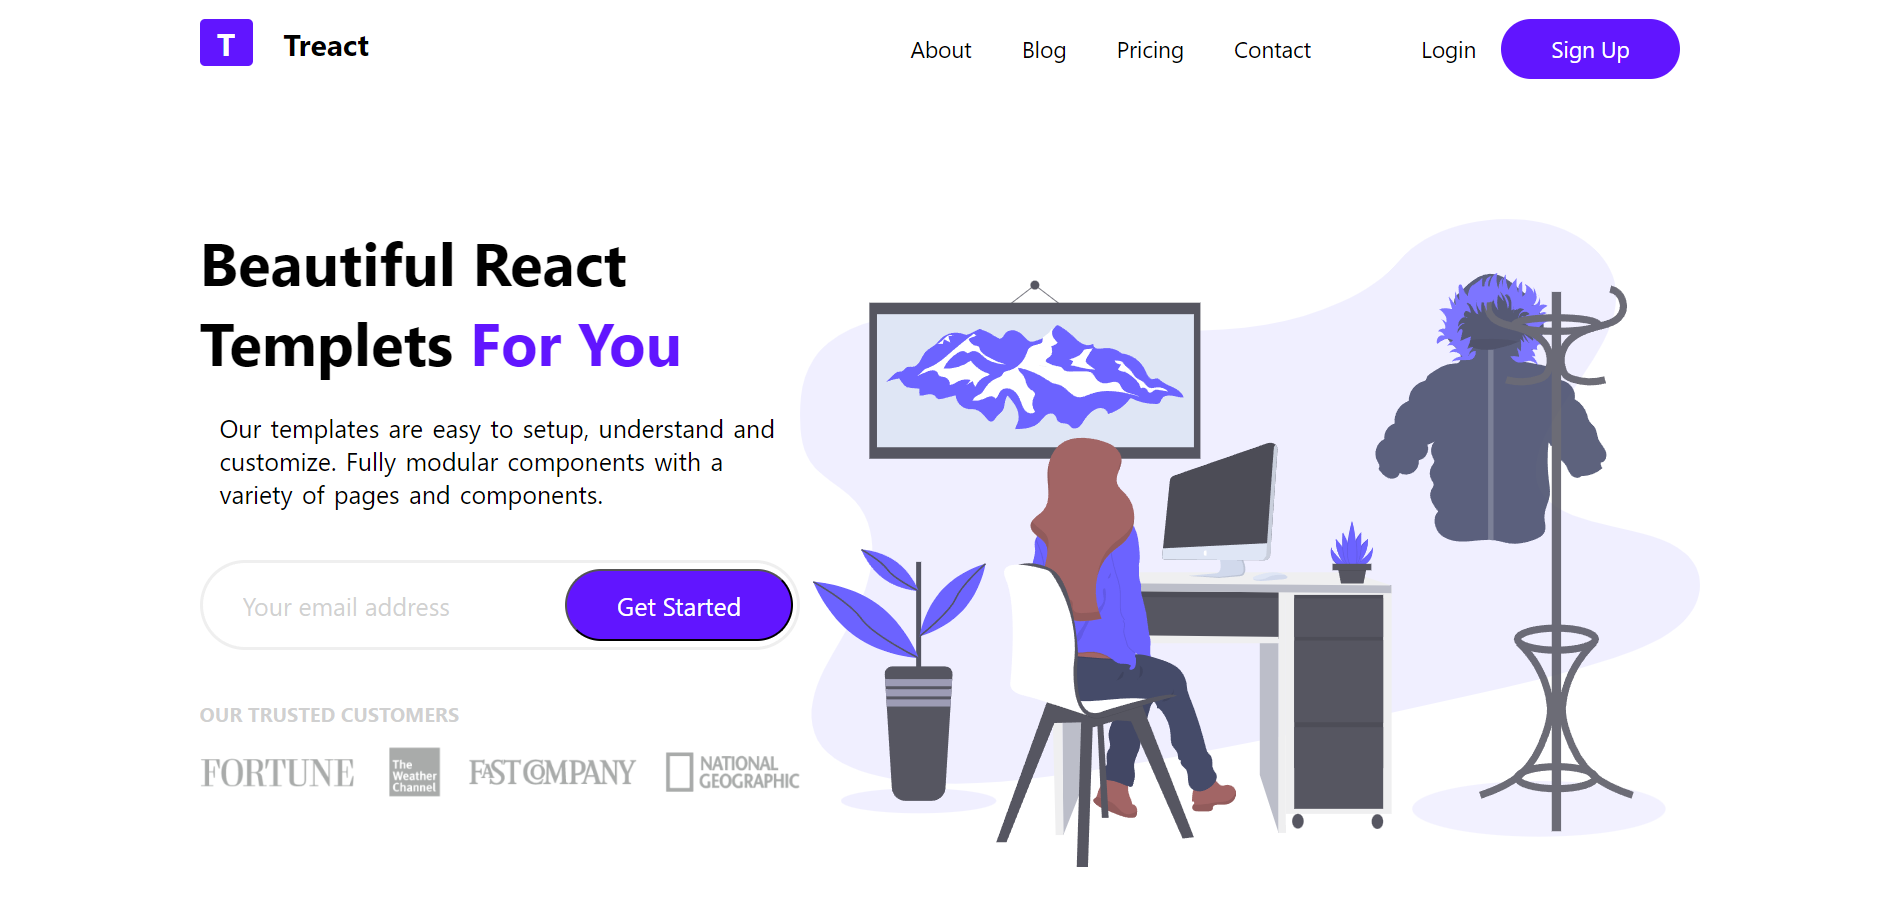 T Treact About Blog Pricing Contact Login Sign Up
Beautiful React
Templets For You
Our templates are easy to setup, understand and
customize. Fully modular components with a
variety of pages and components.
Your email address Get Started
OUR TRUSTED CUSTOMERS
FORTUNE
The
Weather
Channel
FAST COMPANY
NATIONAL
GEOGRAPHIC